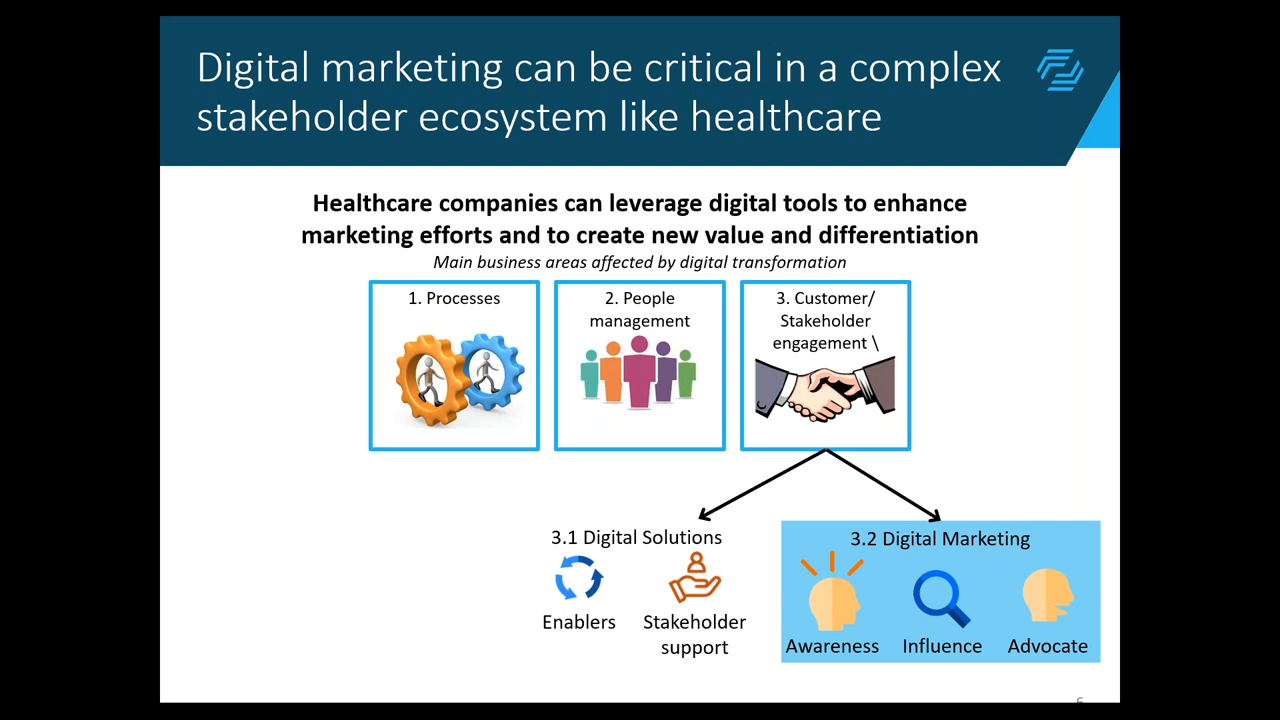 Digital marketing can be critical in a complex
stakeholder ecosystem like healthcare
Healthcare companies can leverage digital tools to enhance
marketing efforts and to create new value and differentiation
Main business areas affected by digital transformation
1. Processes
2. People
management
3. Customer/
Stakeholder
engagement \
3.1 Digital Solutions
Enablers
Stakeholder
support
3.2 Digital Marketing
Awareness
Influence
Advocate